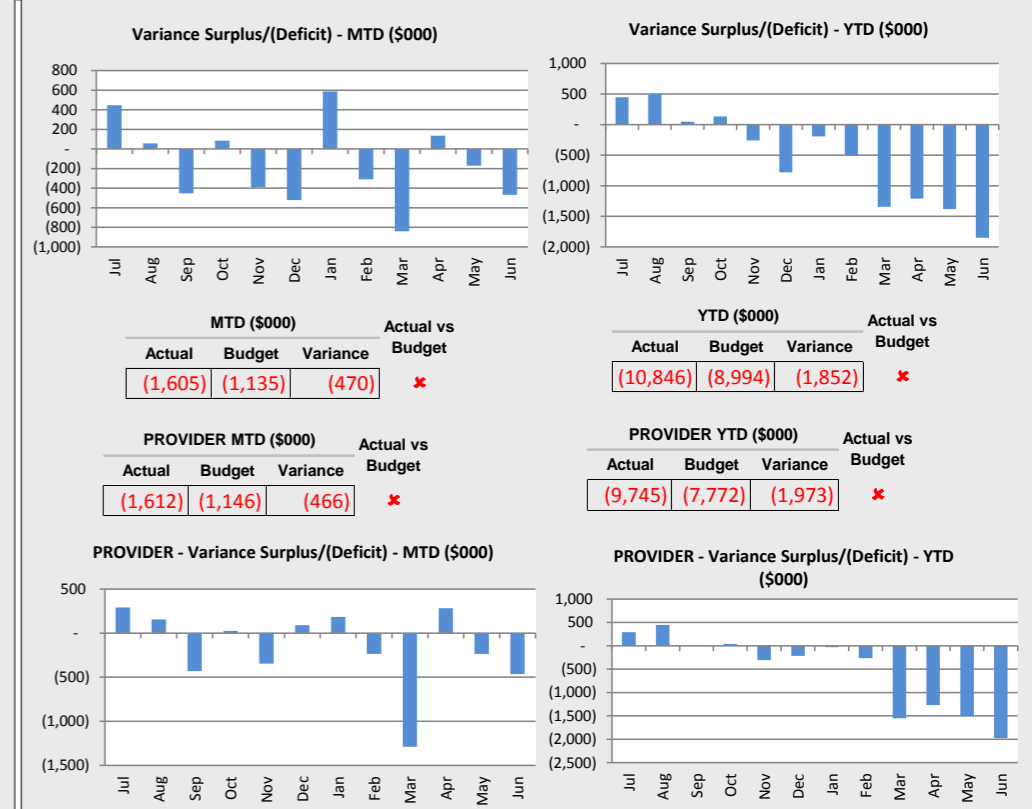 Variance Surplus/(Deficit) - MTD ($000)
800
600
400
200
-
(200)
(400)
(600)
(800)
(1,000)
Jul Aug Sep Oct Nov Dec Jan Feb Mar Apr May Jun
Variance Surplus/(Deficit) - YTD ($000)
1,000
500
-
(500)
(1,000)
(1,500)
(2,000)
Jul Aug Sep Oct Nov Dec Jan Feb Mar Apr May Jun
MTD ($000)
Actual vs
Budget
Actual Budget Variance
(1,605) (1,135) (470) ✘
YTD ($000)
Actual vs
Budget
Actual Budget Variance
(10,846) (8,994) (1,852) ✘
PROVIDER MTD ($000)
Actual vs
Budget
Actual Budget Variance
(1,612) (1,146) (466) ✘
PROVIDER YTD ($000)
Actual vs
Budget
Actual Budget Variance
(9,745) (7,772) (1,973) ✘
PROVIDER - Variance Surplus/(Deficit) - MTD ($000)
500
-
(500)
(1,000)
(1,500)
Jul Aug Sep Oct Nov Dec Jan Feb Mar Apr May Jun
PROVIDER - Variance Surplus/(Deficit) - YTD
($000)
1,000
500
-
(500)
(1,000)
(1,500)
(2,000)
(2,500)
Jul Aug Sep Oct Nov Dec Jan Feb Mar Apr May Jun